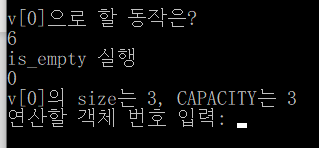 v[0]으로 할 동작은?
6
is_empty 실행
0
v[0]의 size는 3, CAPACITY는 3
연산할 객체 번호 입력: